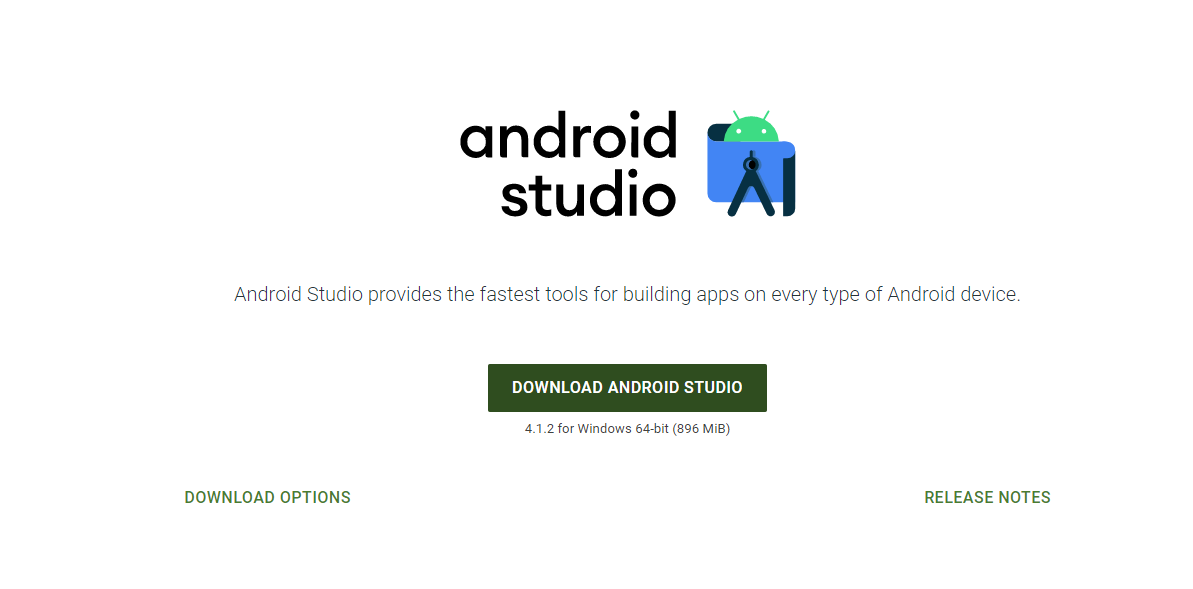 android
studio
Android Studio provides the fastest tools for building apps on every type of Android device.
DOWNLOAD ANDROID STUDIO
4.1.2 for Windows 64-bit (896 MiB)
DOWNLOAD OPTIONS
RELEASE NOTES